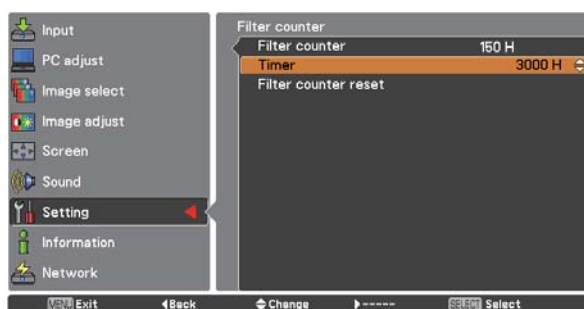 Input
PC adjust
Image select
Image adjust
Screen
Sound
Setting
Information
Network
Filter counter
Filter counter 150 H
Timer 3000 H
Filter counter reset
MENU Exit Back Change ----- SELECT Select